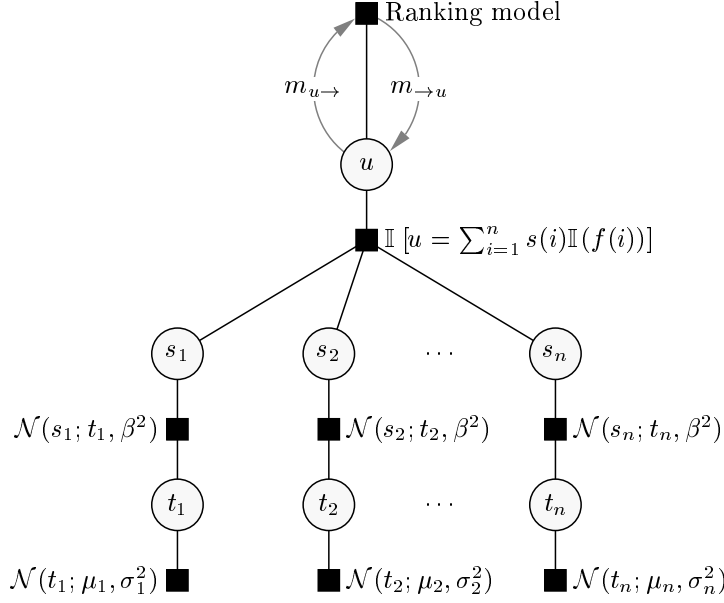 Ranking model
m_{u→} m_{→u}
u
𝕀 [u = ∑_{i=1}^{n} s(i)𝕀(f(i))]
s_1 s_2 ... s_n
𝒩(s_1; t_1, β^2) 𝒩(s_2; t_2, β^2) 𝒩(s_n; t_n, β^2)
t_1 t_2 ... t_n
𝒩(t_1; μ_1, σ_1^2) 𝒩(t_2; μ_2, σ_2^2) 𝒩(t_n; μ_n, σ_n^2)